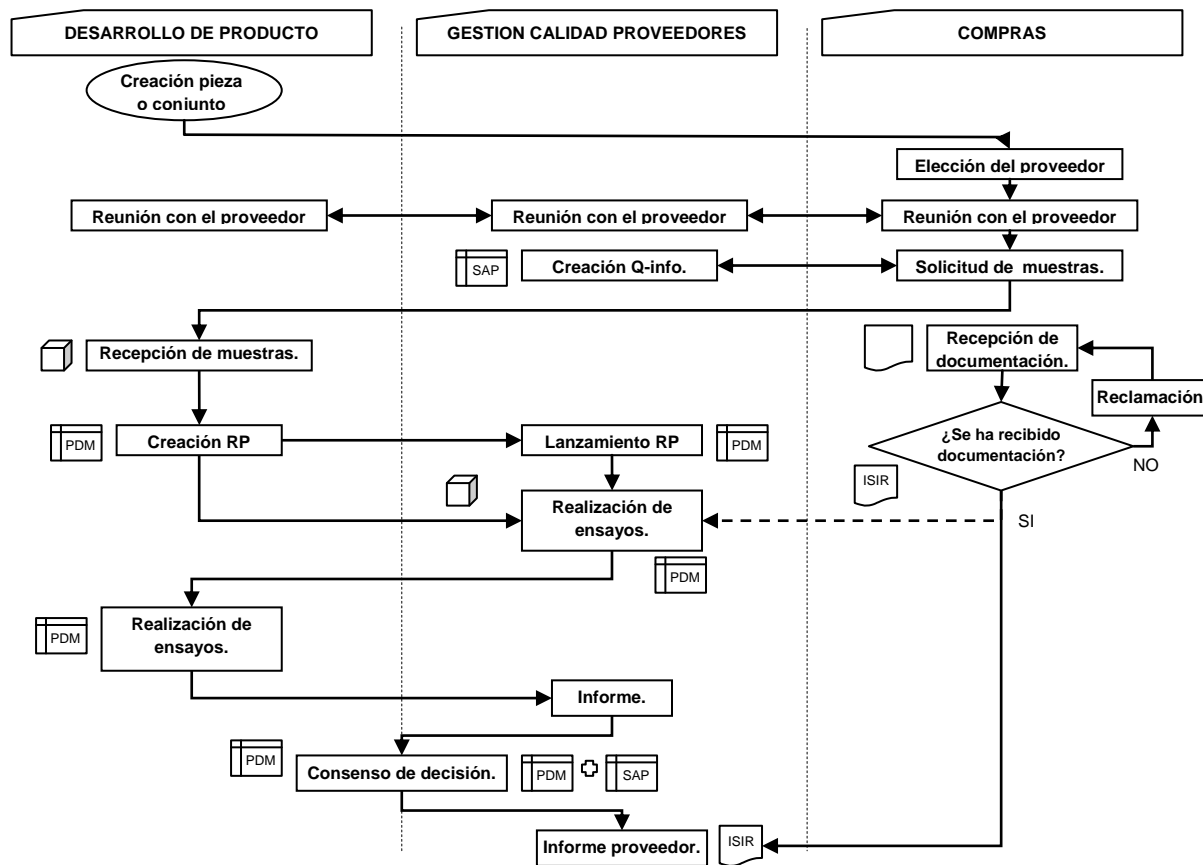 DESARROLLO DE PRODUCTO
GESTION CALIDAD PROVEEDORES
COMPRAS
Creación pieza
o coniunto
Elección del proveedor
Reunión con el proveedor
Reunión con el proveedor
Reunión con el proveedor
SAP
Creación Q-info.
Solicitud de muestras.
Recepción de muestras.
Recepción de
documentación.
Reclamación
PDM
Creación RP
Lanzamiento RP
PDM
¿Se ha recibido
documentación?
NO
ISIR
Realización de
ensayos.
SI
PDM
PDM
Realización de
ensayos.
Informe.
PDM
Consenso de decisión.
PDM
SAP
Informe proveedor.
ISIR